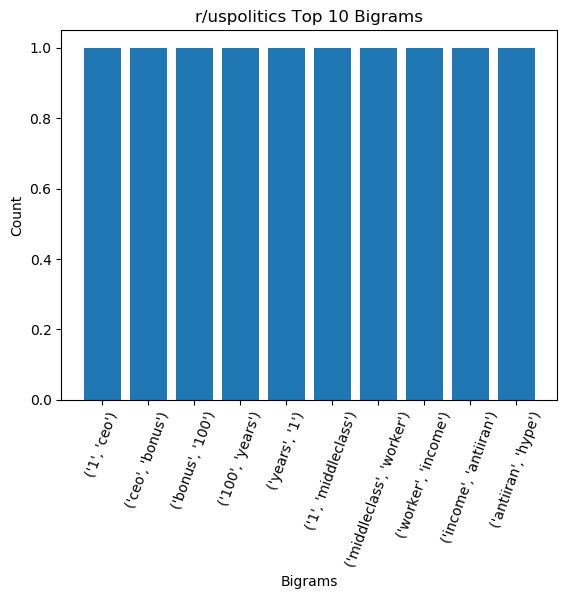 r/uspolitics Top 10 Bigrams
1.0
0.8
0.6
0.4
0.2
0.0
Count
('1', 'ceo')
('ceo', 'bonus')
('bonus', '100')
('100', 'years')
('years', '1')
('1', 'middleclass')
('middleclass', 'worker')
('worker', 'income')
('income', 'antiiran')
('antiiran', 'hype')
Bigrams